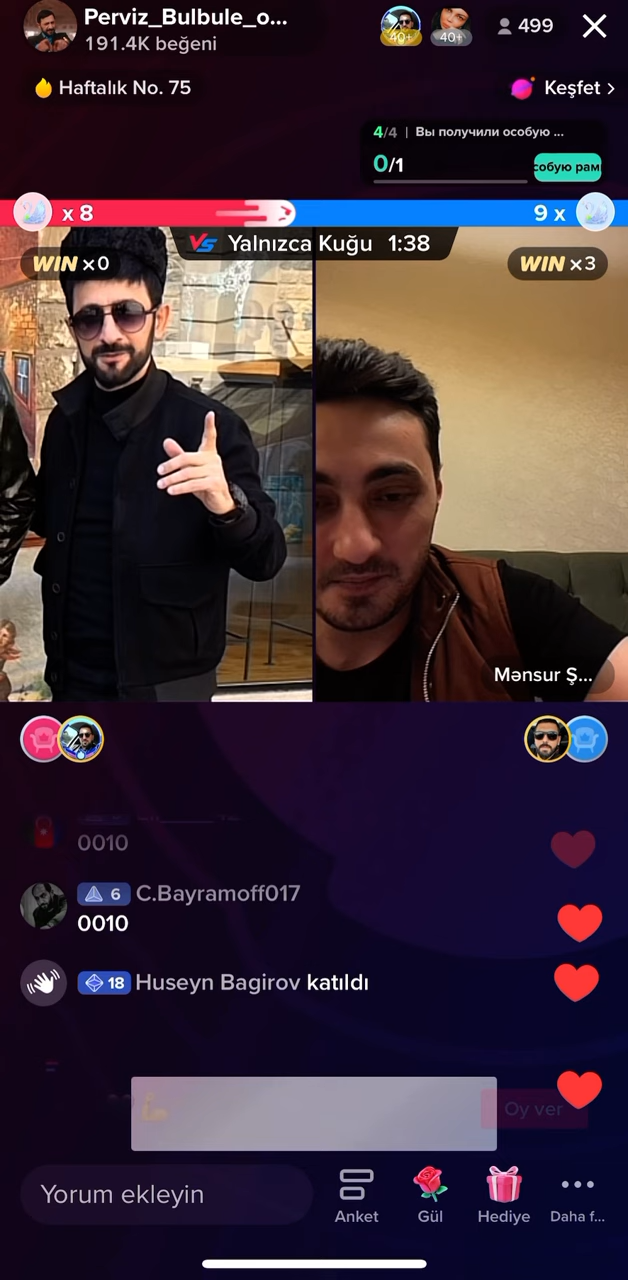 Perviz_Bulbule_o...
191.4K beğeni
40+
40+
499
Haftalık No. 75
Keşfet >
4/4 | Вы получили особую ...
0/1
собую рам
x 8
9 x
VS Yalnızca Kuğu 1:38
WIN x0
WIN x3
Mənsur Ş...
0010
6 C.Bayramoff017
0010
18 Huseyn Bagirov katıldı
Oy ver
Yorum ekleyin
Anket
Gül
Hediye
Daha f...